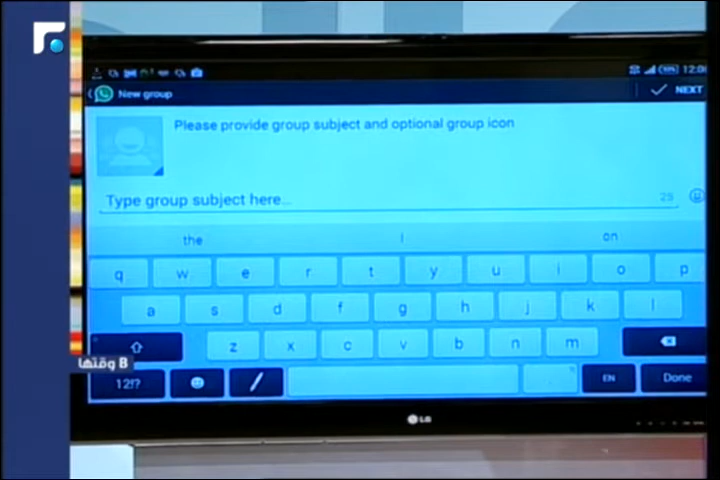 New group
NEXT
Please provide group subject and optional group icon
Type group subject here...
25
the
I
on
q w e r t y u i o p
a s d f g h j k l
z x c v b n m
B وقتها
12!?
EN
Done
LG